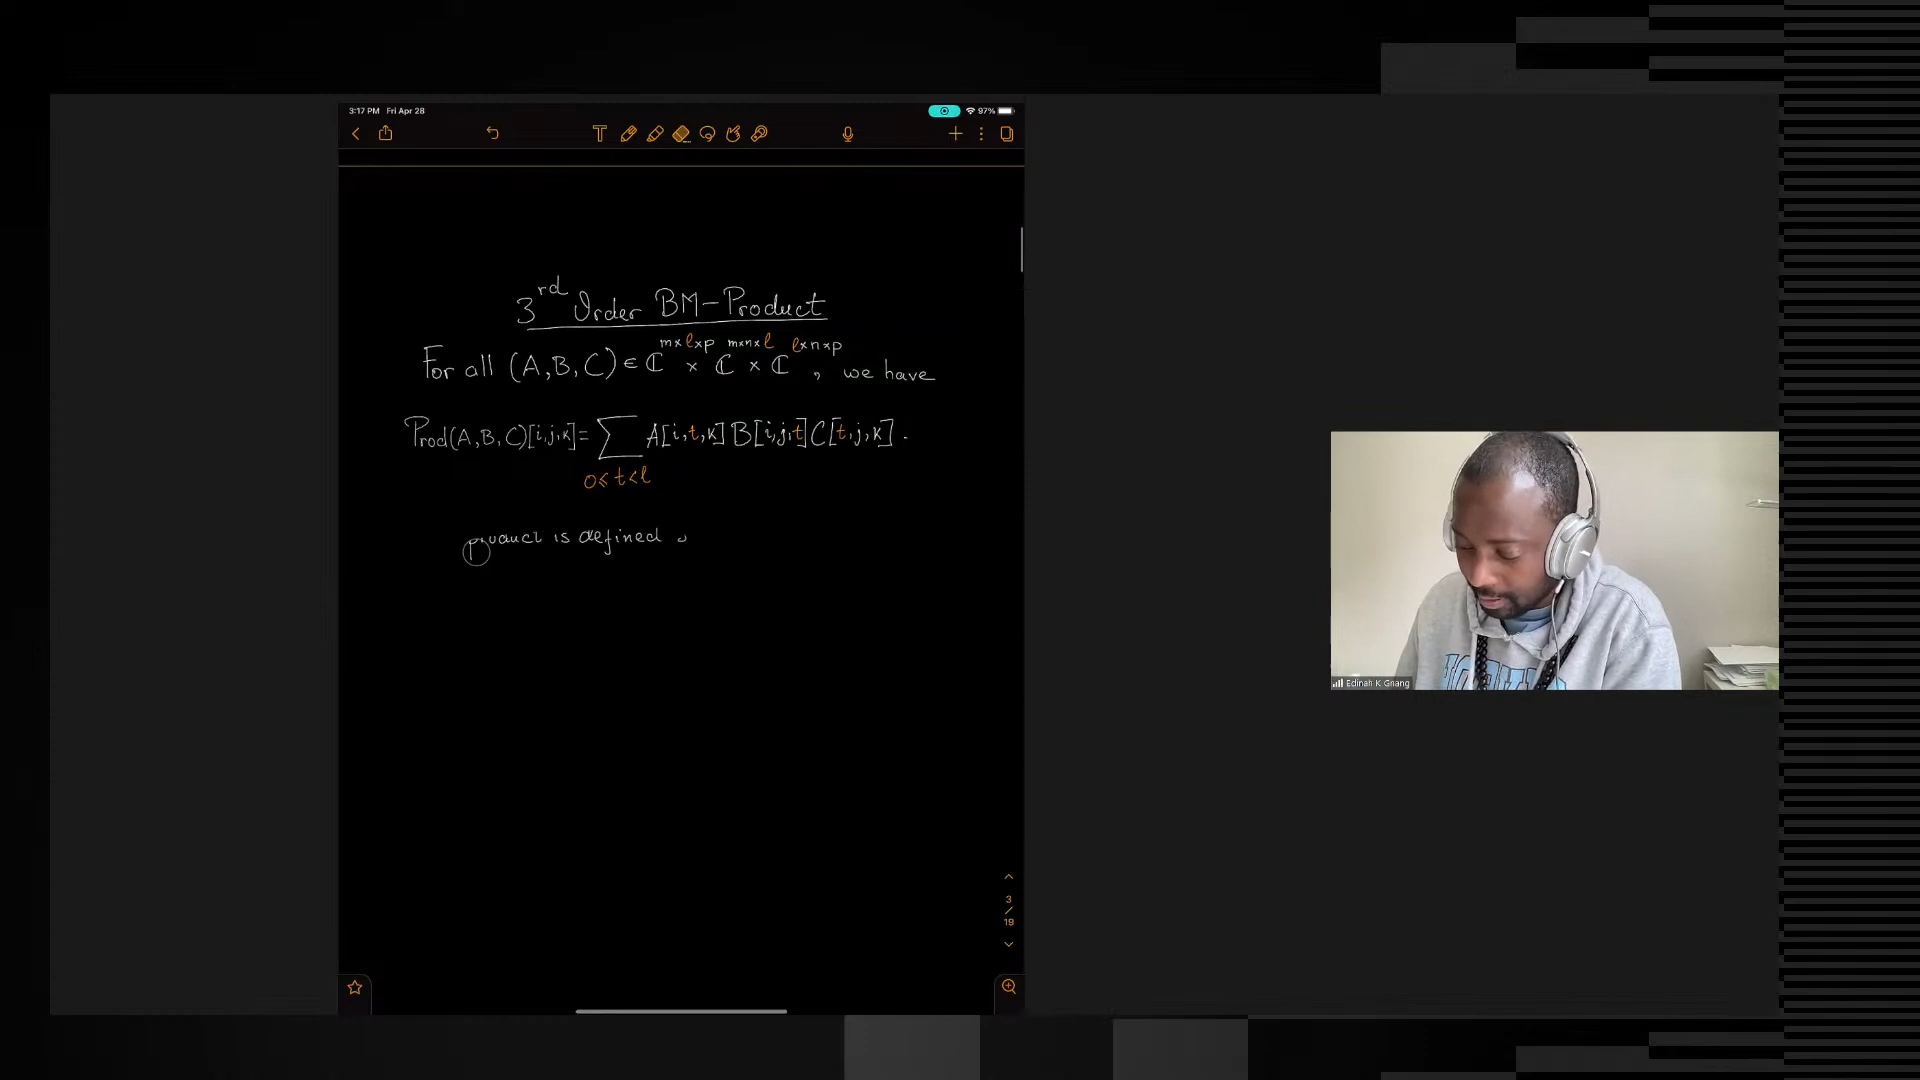 3:17 PM Fri Apr 28
97%
3rd Order BM-Product
m×l×p m×n×l l×n×p
For all (A,B,C) ∈ ℂ × ℂ × ℂ , we have
Prod(A,B,C)[i,j,k]= ∑ A[i,t,k] B[i,j,t] C[t,j,k] .
0≤t<l
is defined
3
/
19
Edinah K Gnang